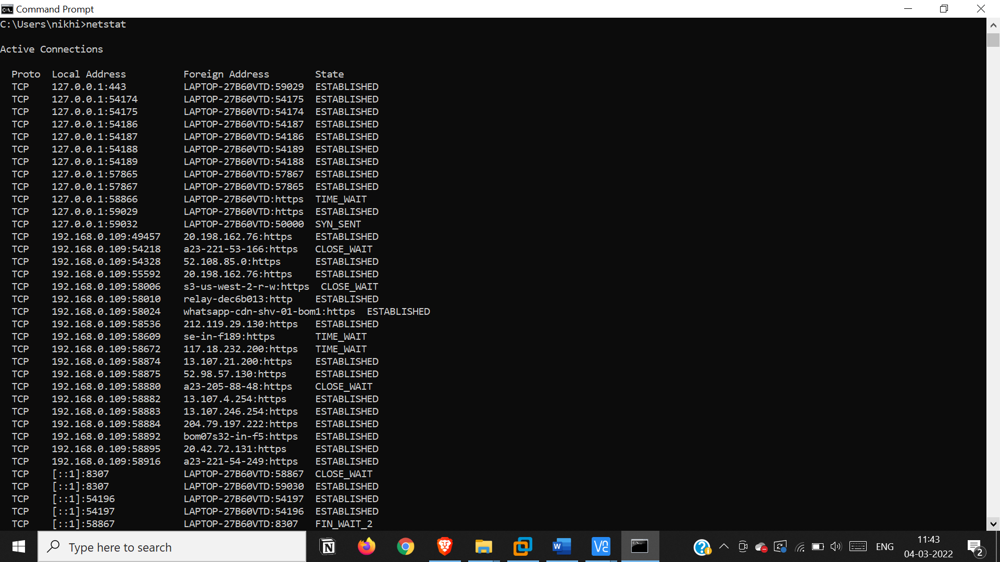 Command Prompt
C:\Users\nikhi>netstat
Active Connections
Proto  Local Address          Foreign Address        State
TCP    127.0.0.1:443          LAPTOP-27B60VTD:59029  ESTABLISHED
TCP    127.0.0.1:54174        LAPTOP-27B60VTD:54175  ESTABLISHED
TCP    127.0.0.1:54175        LAPTOP-27B60VTD:54174  ESTABLISHED
TCP    127.0.0.1:54186        LAPTOP-27B60VTD:54187  ESTABLISHED
TCP    127.0.0.1:54187        LAPTOP-27B60VTD:54186  ESTABLISHED
TCP    127.0.0.1:54188        LAPTOP-27B60VTD:54189  ESTABLISHED
TCP    127.0.0.1:54189        LAPTOP-27B60VTD:54188  ESTABLISHED
TCP    127.0.0.1:57865        LAPTOP-27B60VTD:57867  ESTABLISHED
TCP    127.0.0.1:57867        LAPTOP-27B60VTD:57865  ESTABLISHED
TCP    127.0.0.1:58866        LAPTOP-27B60VTD:https  TIME_WAIT
TCP    127.0.0.1:59029        LAPTOP-27B60VTD:https  ESTABLISHED
TCP    127.0.0.1:59032        LAPTOP-27B60VTD:50000  SYN_SENT
TCP    192.168.0.109:49457    20.198.162.76:https    ESTABLISHED
TCP    192.168.0.109:54218    a23-221-53-166:https   CLOSE_WAIT
TCP    192.168.0.109:54328    52.108.85.0:https      ESTABLISHED
TCP    192.168.0.109:55592    20.198.162.76:https    ESTABLISHED
TCP    192.168.0.109:58006    s3-us-west-2-r-w:https  CLOSE_WAIT
TCP    192.168.0.109:58010    relay-dec6b013:http    ESTABLISHED
TCP    192.168.0.109:58024    whatsapp-cdn-shv-01-bom1:https  ESTABLISHED
TCP    192.168.0.109:58536    212.119.29.130:https   ESTABLISHED
TCP    192.168.0.109:58609    se-in-f189:https       TIME_WAIT
TCP    192.168.0.109:58672    117.18.232.200:https   TIME_WAIT
TCP    192.168.0.109:58874    13.107.21.200:https    ESTABLISHED
TCP    192.168.0.109:58875    52.98.57.130:https     ESTABLISHED
TCP    192.168.0.109:58880    a23-205-88-48:https    CLOSE_WAIT
TCP    192.168.0.109:58882    13.107.4.254:https     ESTABLISHED
TCP    192.168.0.109:58883    13.107.246.254:https   ESTABLISHED
TCP    192.168.0.109:58884    204.79.197.222:https   ESTABLISHED
TCP    192.168.0.109:58892    bom07s32-in-f5:https   ESTABLISHED
TCP    192.168.0.109:58895    20.42.72.131:https     ESTABLISHED
TCP    192.168.0.109:58916    a23-221-54-249:https   ESTABLISHED
TCP    [::1]:8307             LAPTOP-27B60VTD:58867  CLOSE_WAIT
TCP    [::1]:8307             LAPTOP-27B60VTD:59030  ESTABLISHED
TCP    [::1]:54196            LAPTOP-27B60VTD:54197  ESTABLISHED
TCP    [::1]:54197            LAPTOP-27B60VTD:54196  ESTABLISHED
TCP    [::1]:58867            LAPTOP-27B60VTD:8307   FIN_WAIT_2
Type here to search
ENG
11:43
04-03-2022
2